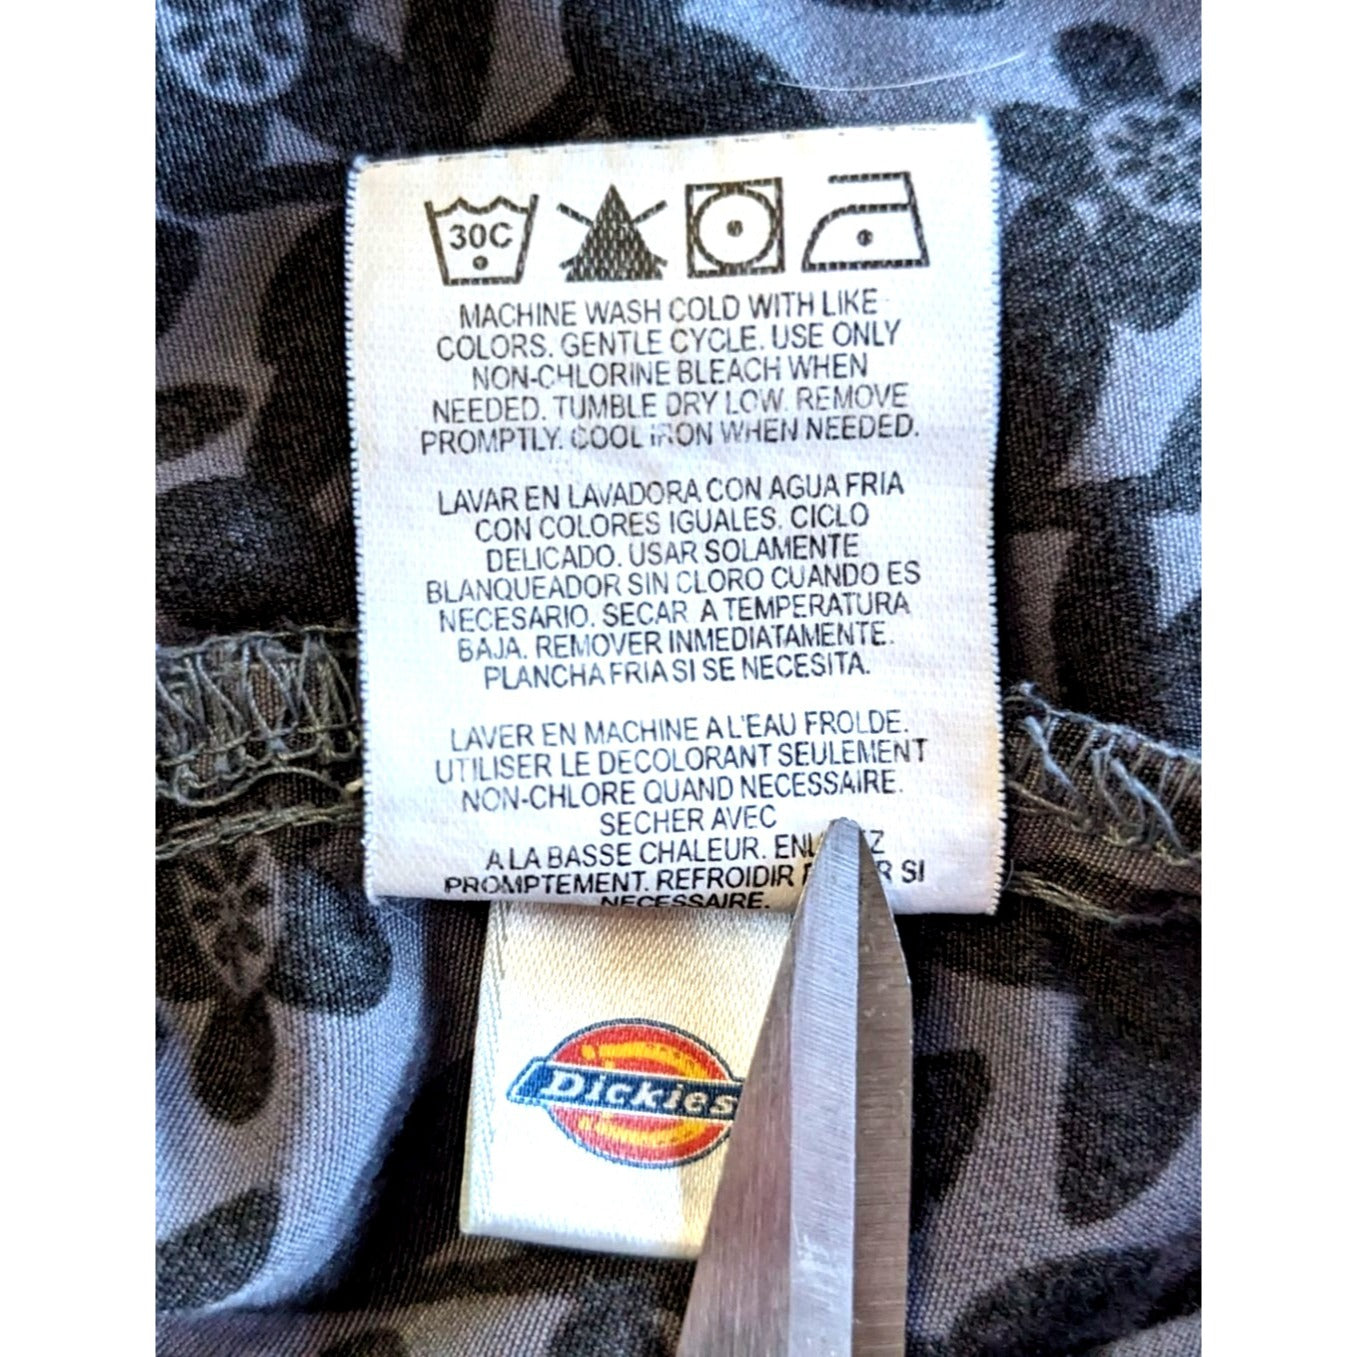 30C
MACHINE WASH COLD WITH LIKE
COLORS. GENTLE CYCLE. USE ONLY
NON-CHLORINE BLEACH WHEN
NEEDED. TUMBLE DRY LOW. REMOVE
PROMPTLY. COOL IRON WHEN NEEDED.
LAVAR EN LAVADORA CON AGUA FRIA
CON COLORES IGUALES. CICLO
DELICADO. USAR SOLAMENTE
BLANQUEADOR SIN CLORO CUANDO ES
NECESARIO. SECAR A TEMPERATURA
BAJA. REMOVER INMEDIATAMENTE.
PLANCHA FRIA SI SE NECESITA.
LAVER EN MACHINE A L'EAU FROLDE.
UTILISER LE DECOLORANT SEULEMENT
NON-CHLORE QUAND NECESSAIRE.
SECHER AVEC
A LA BASSE CHALEUR.
PROMPTEMENT. REFROIDIR SI
NECESSAIRE.
Dickies